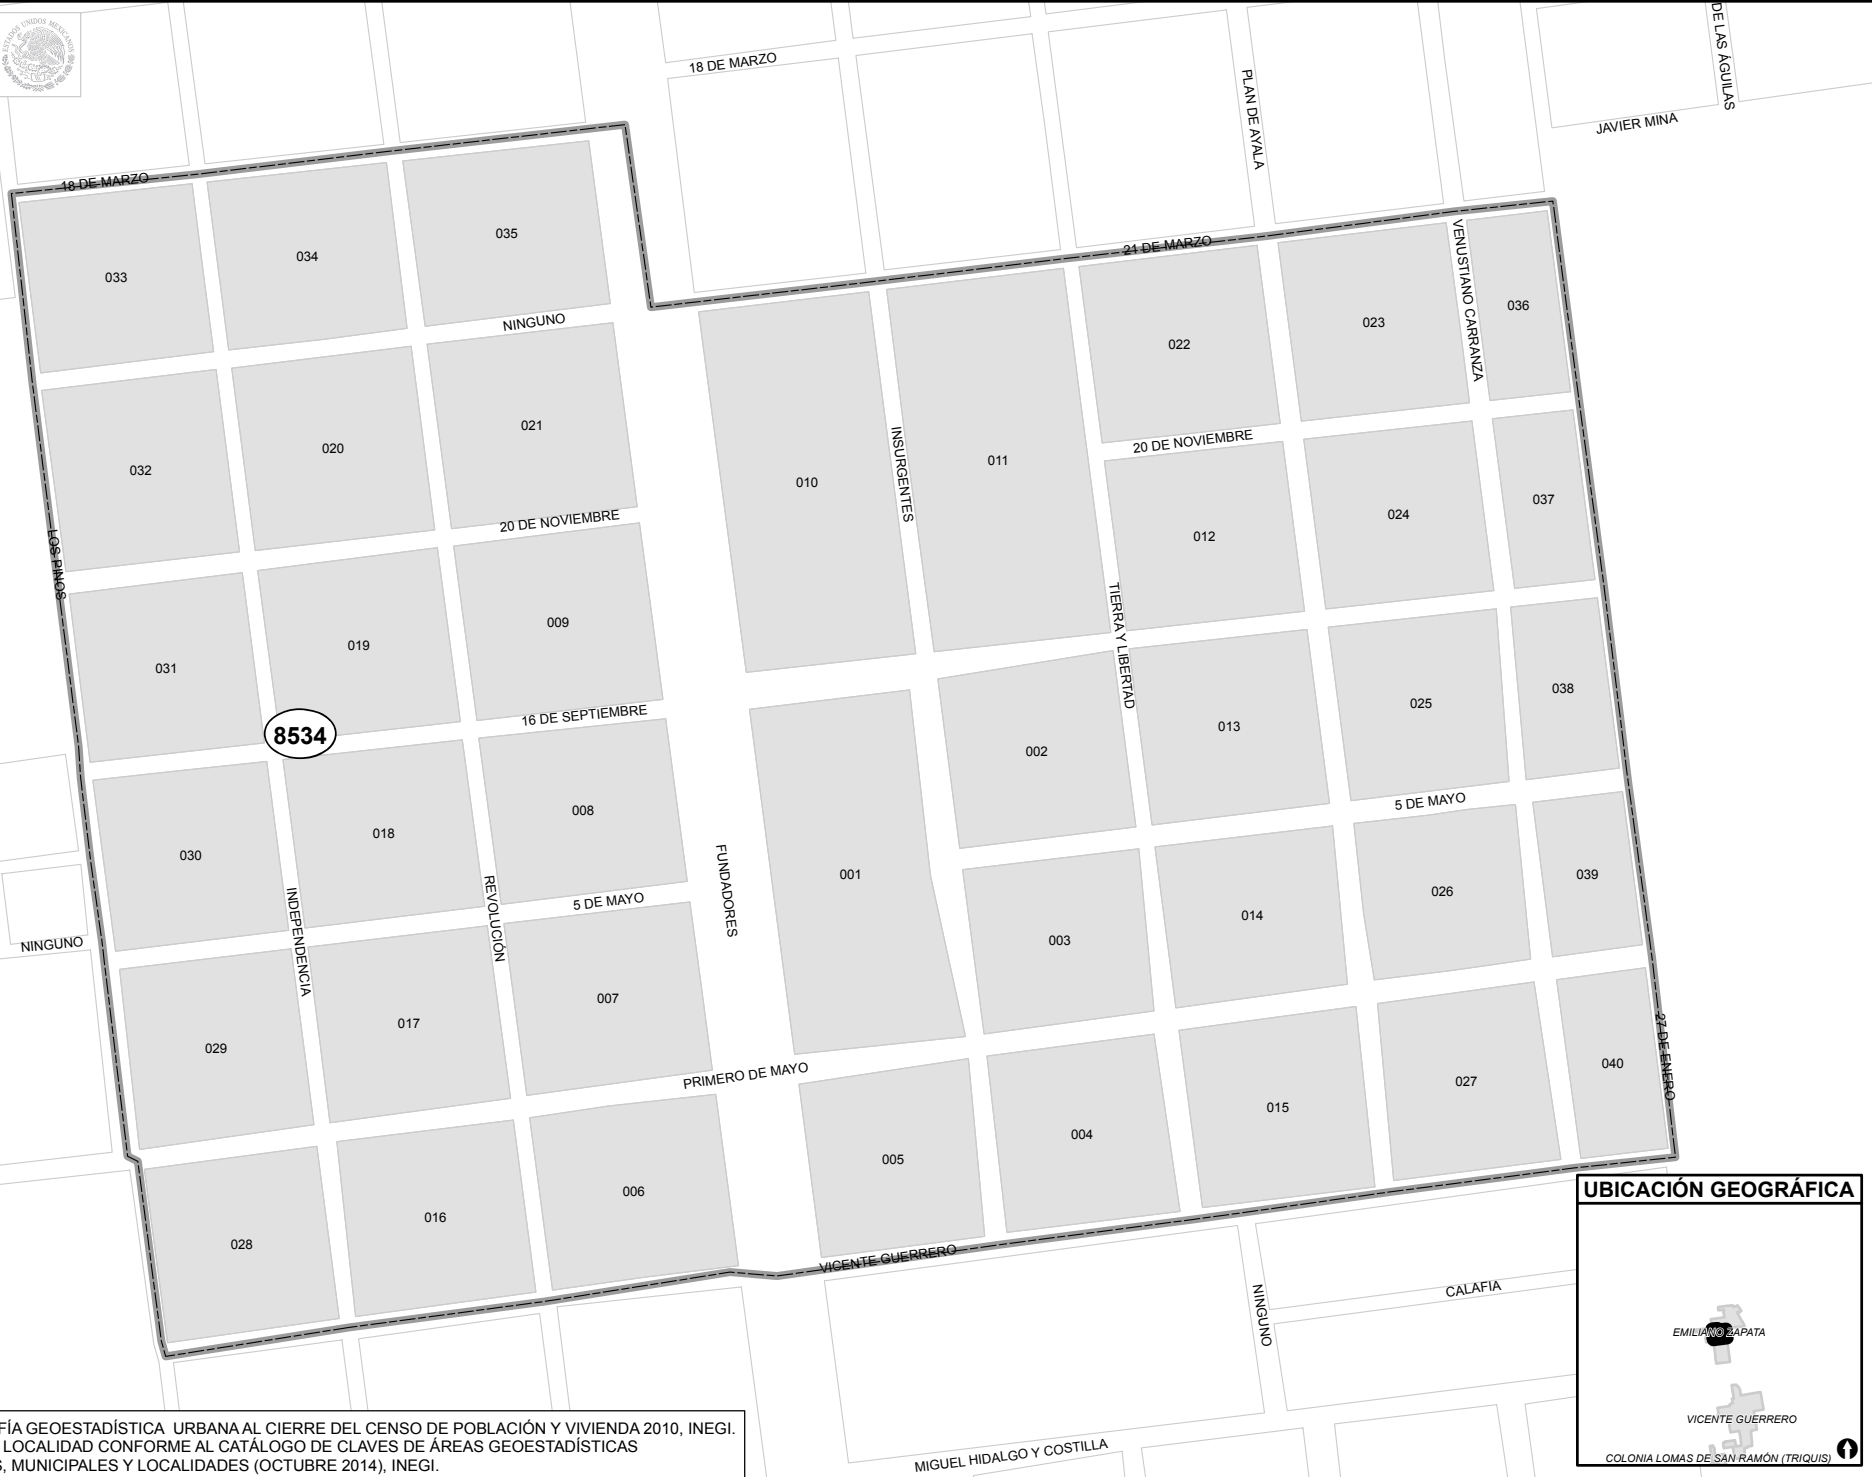 ESTADOS UNIDOS MEXICANOS
DE LAS ÁGUILAS
18 DE MARZO
PLAN DE AYALA
JAVIER MINA
18 DE MARZO
035
034
033
21 DE MARZO
VENUSTIANO CARRANZA
036
NINGUNO
023
022
021
20 DE NOVIEMBRE
020
INSURGENTES
011
032
010
037
20 DE NOVIEMBRE
024
012
LOS PINOS
009
TIERRA Y LIBERTAD
019
031
038
16 DE SEPTIEMBRE
025
8534
013
002
5 DE MAYO
008
018
030
001
FUNDADORES
039
026
5 DE MAYO
REVOLUCIÓN
INDEPENDENCIA
014
003
NINGUNO
007
017
029
27 DE ENERO
040
PRIMERO DE MAYO
027
015
004
005
UBICACIÓN GEOGRÁFICA
006
016
028
VICENTE GUERRERO
CALAFIA
NINGUNO
EMILIANO ZAPATA
VICENTE GUERRERO
COLONIA LOMAS DE SAN RAMÓN (TRIQUIS)
MIGUEL HIDALGO Y COSTILLA
FÍA GEOESTADÍSTICA URBANA AL CIERRE DEL CENSO DE POBLACIÓN Y VIVIENDA 2010, INEGI.
LOCALIDAD CONFORME AL CATÁLOGO DE CLAVES DE ÁREAS GEOESTADÍSTICAS
S, MUNICIPALES Y LOCALIDADES (OCTUBRE 2014), INEGI.